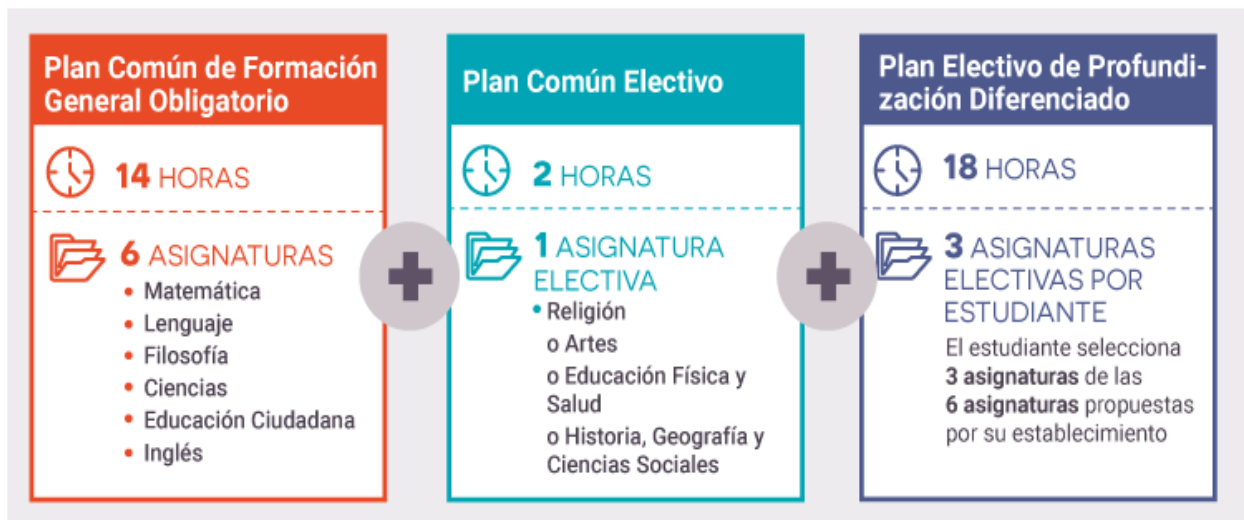 Plan Común de Formación
General Obligatorio
14 HORAS
6 ASIGNATURAS
• Matemática
• Lenguaje
• Filosofía
• Ciencias
• Educación Ciudadana
• Inglés
+
Plan Común Electivo
2 HORAS
1 ASIGNATURA
ELECTIVA
• Religión
o Artes
o Educación Física y
Salud
o Historia, Geografía y
Ciencias Sociales
+
Plan Electivo de Profundi-
zación Diferenciado
18 HORAS
3 ASIGNATURAS
ELECTIVAS POR
ESTUDIANTE
El estudiante selecciona
3 asignaturas de las
6 asignaturas propuestas
por su establecimiento